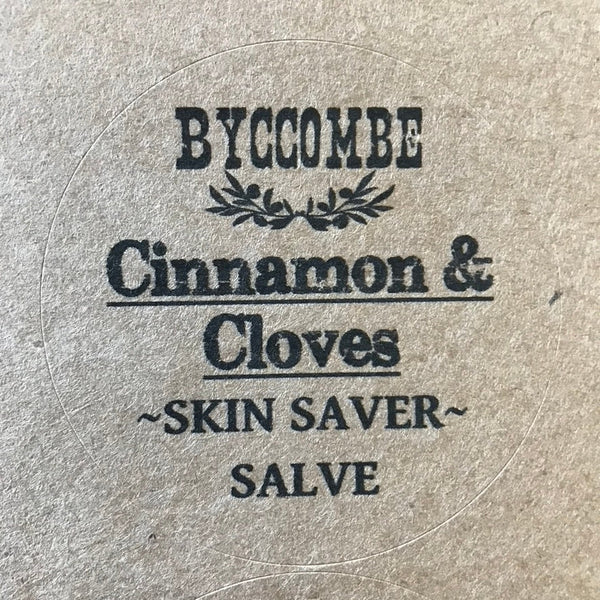 BYCCOMBE
Cinnamon &
Cloves
~SKIN SAVER~
SALVE